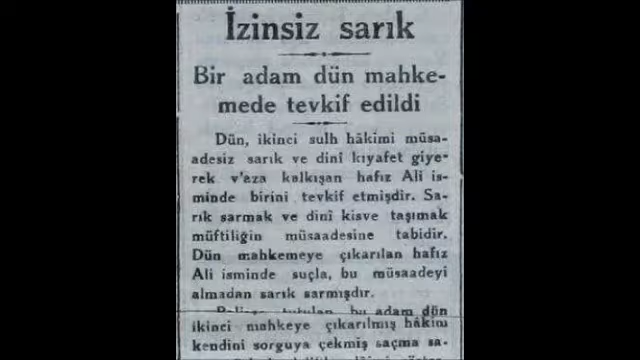 İzinsiz sarık
Bir adam dün mahke-
mede tevkif edildi
Dün, ikinci sulh hâkimi müsa-
adesiz sarık ve dinî kıyafet giye-
rek v'aza kalkışan hafız Ali is-
minde birini tevkif etmişdir. Sa-
rık sarmak ve dinî kisve taşımak
müftiliğin müsaadesine tabidir.
Dün mahkemeye çıkarılan hafız
Ali isminde suçla, bu müsaadeyi
almadan sarık sarmışdır.
bu adam dün
ikinci mahkeye çıkarılmış hâkim
kendini sorguya çekmiş saçma sa-